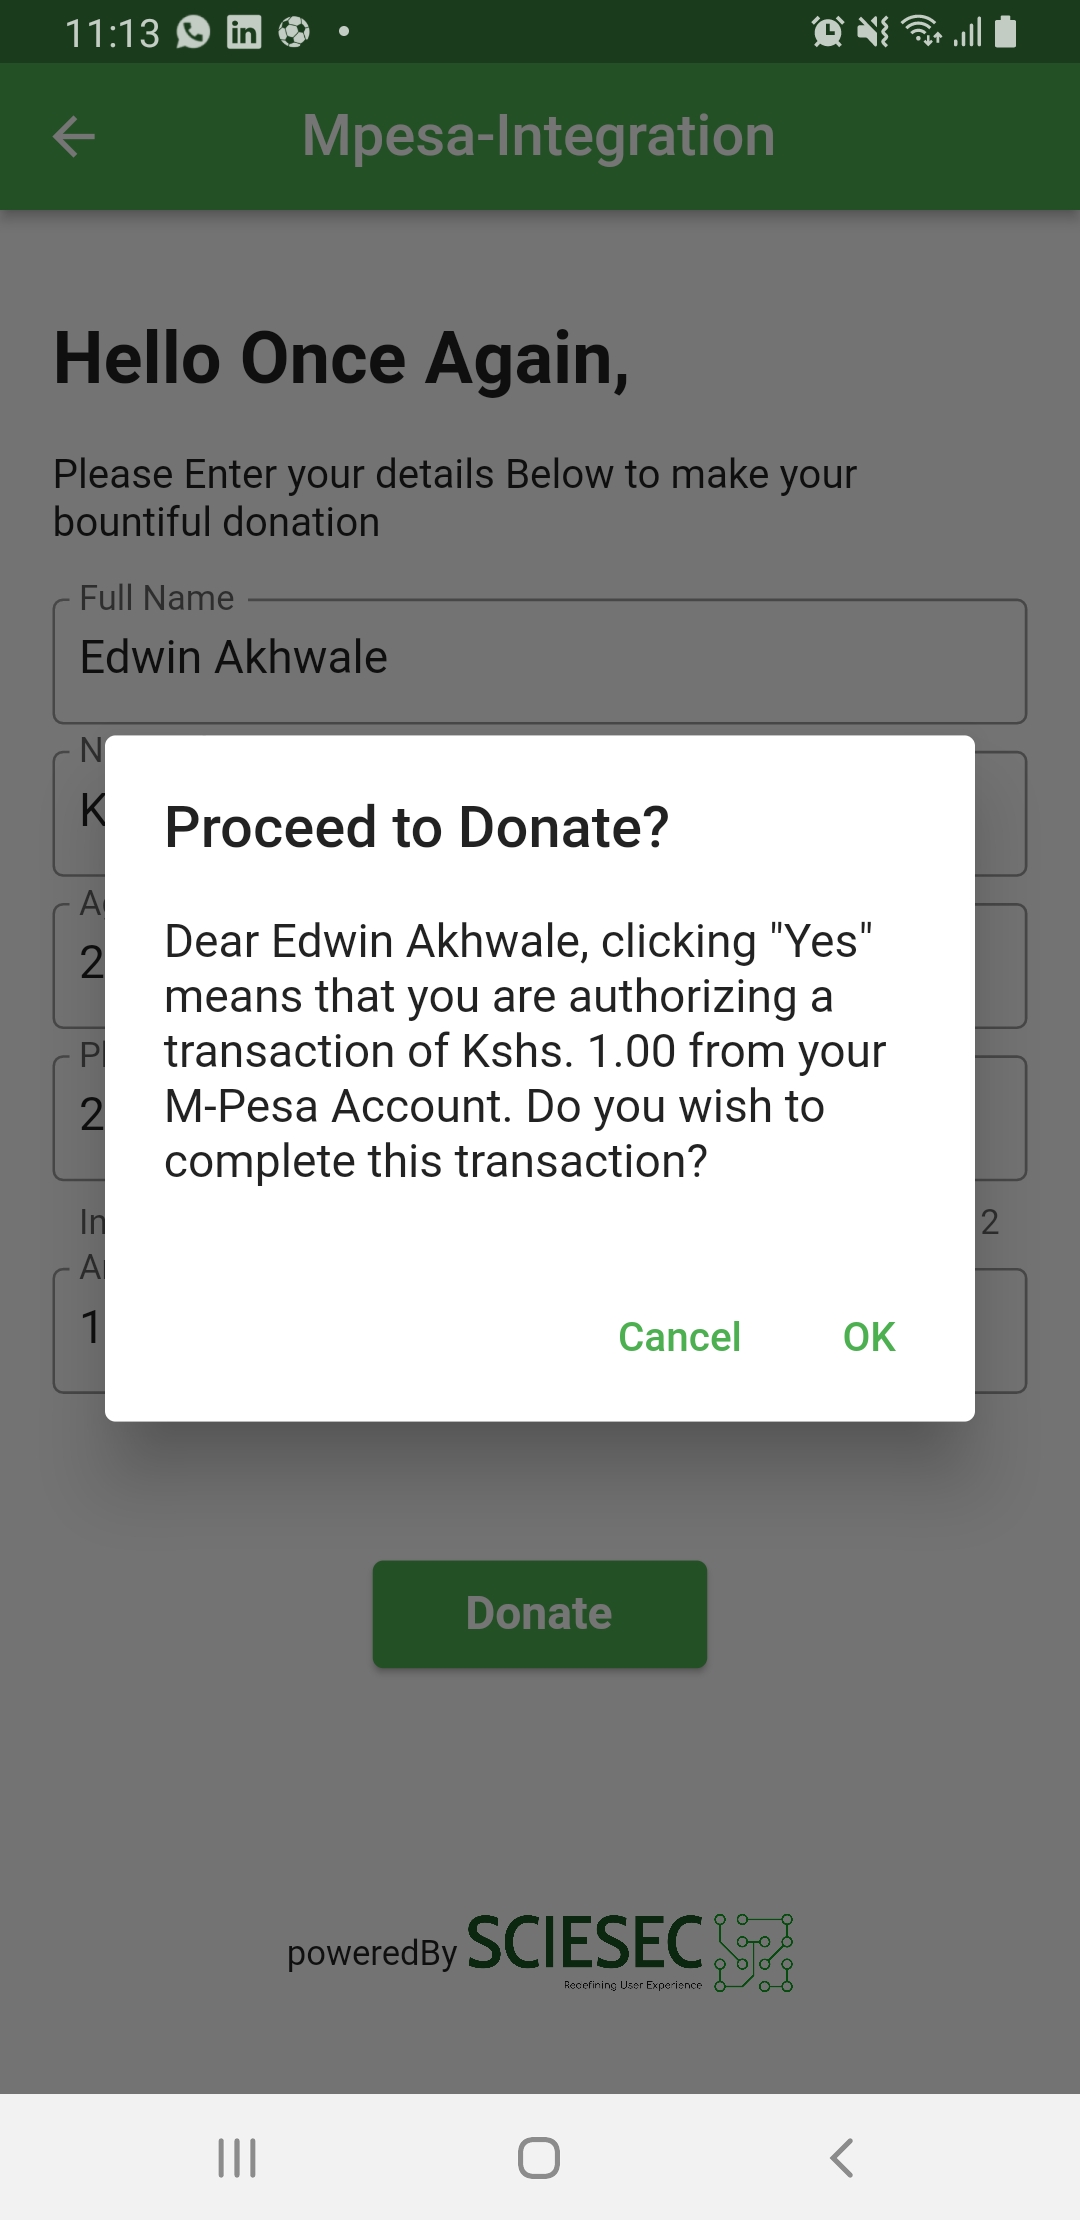 11:13
Mpesa-Integration
Hello Once Again,
Please Enter your details Below to make your
bountiful donation
Full Name
Edwin Akhwale
Proceed to Donate?
Dear Edwin Akhwale, clicking "Yes"
means that you are authorizing a
transaction of Kshs. 1.00 from your
M-Pesa Account. Do you wish to
complete this transaction?
2
1
Cancel OK
Donate
poweredBy SCIESEC
Redefining User Experience